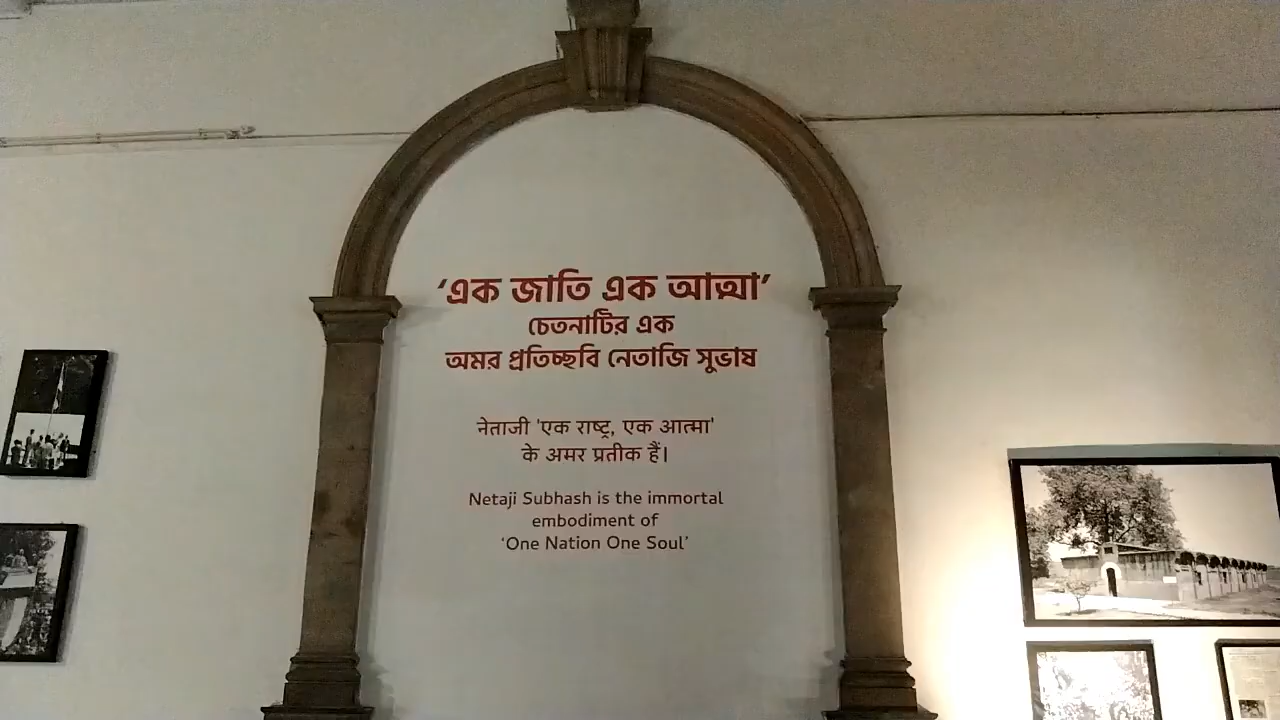 ‘এক জাতি এক আত্মা’
চেতনাটির এক
অমর প্রতিচ্ছবি নেতাজি সুভাষ
नेताजी 'एक राष्ट्र, एक आत्मा'
के अमर प्रतीक हैं।
Netaji Subhash is the immortal
embodiment of
‘One Nation One Soul’